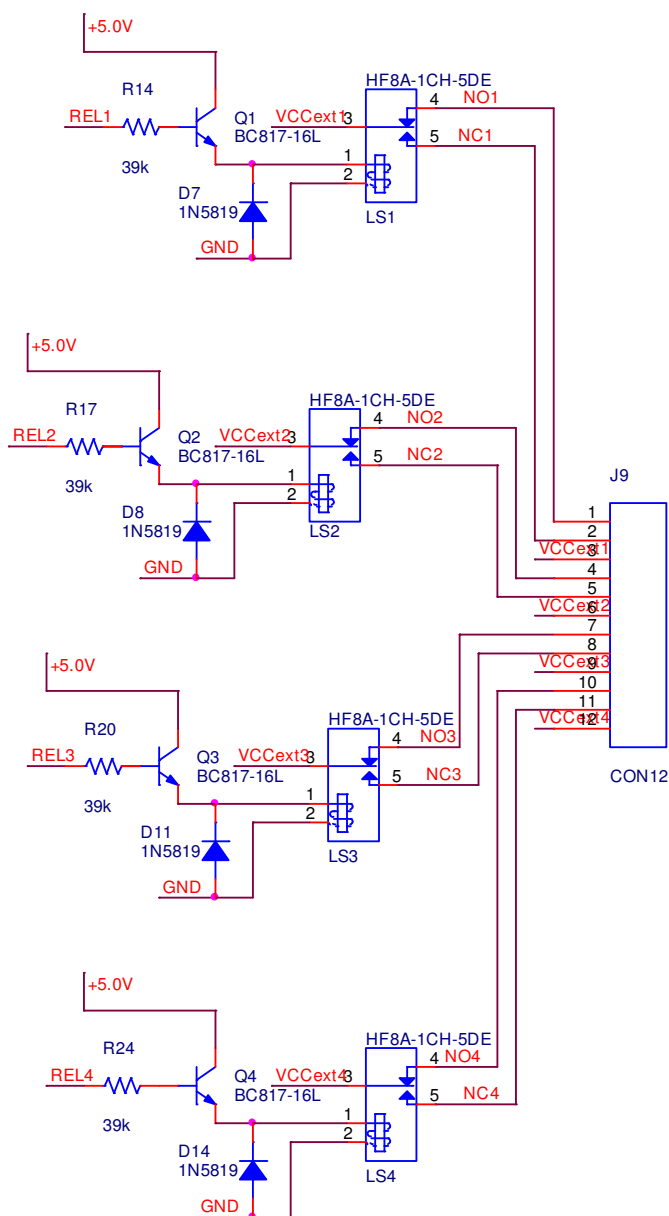 +5.0V
HF8A-1CH-5DE
R14
4
NO1
REL1
Q1
VCCext1
3
BC817-16L
5
NC1
39k
1
2
D7
1N5819
LS1
GND
+5.0V
HF8A-1CH-5DE
R17
4
NO2
REL2
Q2
VCCext2
3
BC817-16L
5
NC2
39k
1
2
D8
1N5819
LS2
GND
J9
1
2
VCCext1
3
4
5
VCCext2
6
7
8
VCCext3
9
10
11
VCCext4
12
CON12
+5.0V
HF8A-1CH-5DE
R20
4
NO3
REL3
Q3
VCCext3
3
BC817-16L
5
NC3
39k
1
2
D11
1N5819
LS3
GND
+5.0V
HF8A-1CH-5DE
R24
4
NO4
REL4
Q4
VCCext4
3
BC817-16L
5
NC4
39k
1
2
D14
1N5819
LS4
GND